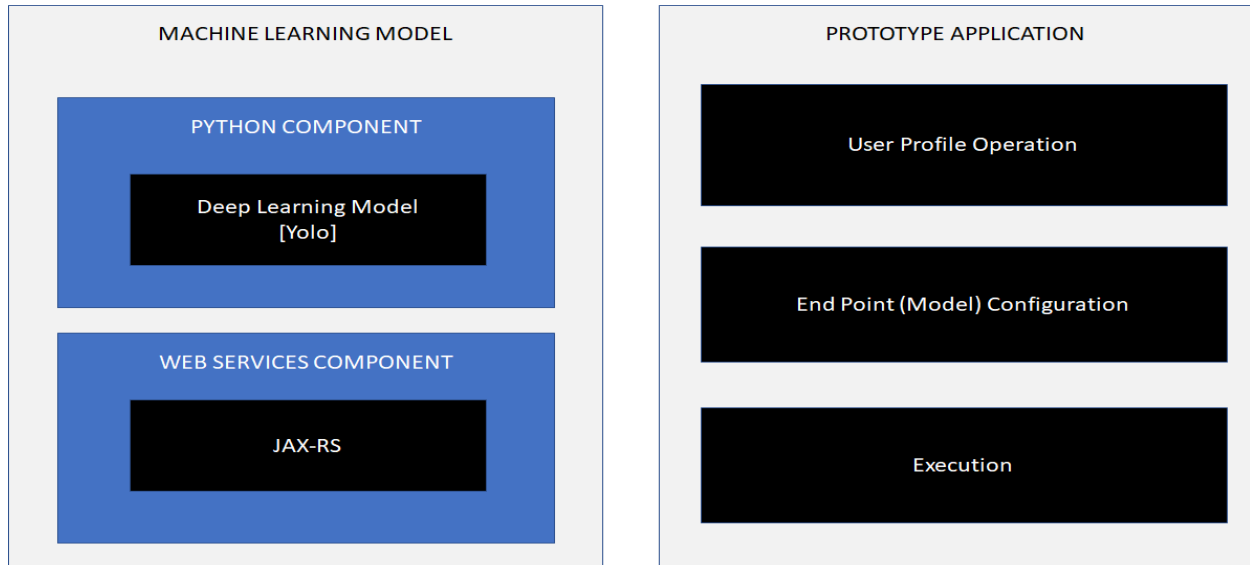 MACHINE LEARNING MODEL
PYTHON COMPONENT
Deep Learning Model
[Yolo]
WEB SERVICES COMPONENT
JAX-RS
PROTOTYPE APPLICATION
User Profile Operation
End Point (Model) Configuration
Execution